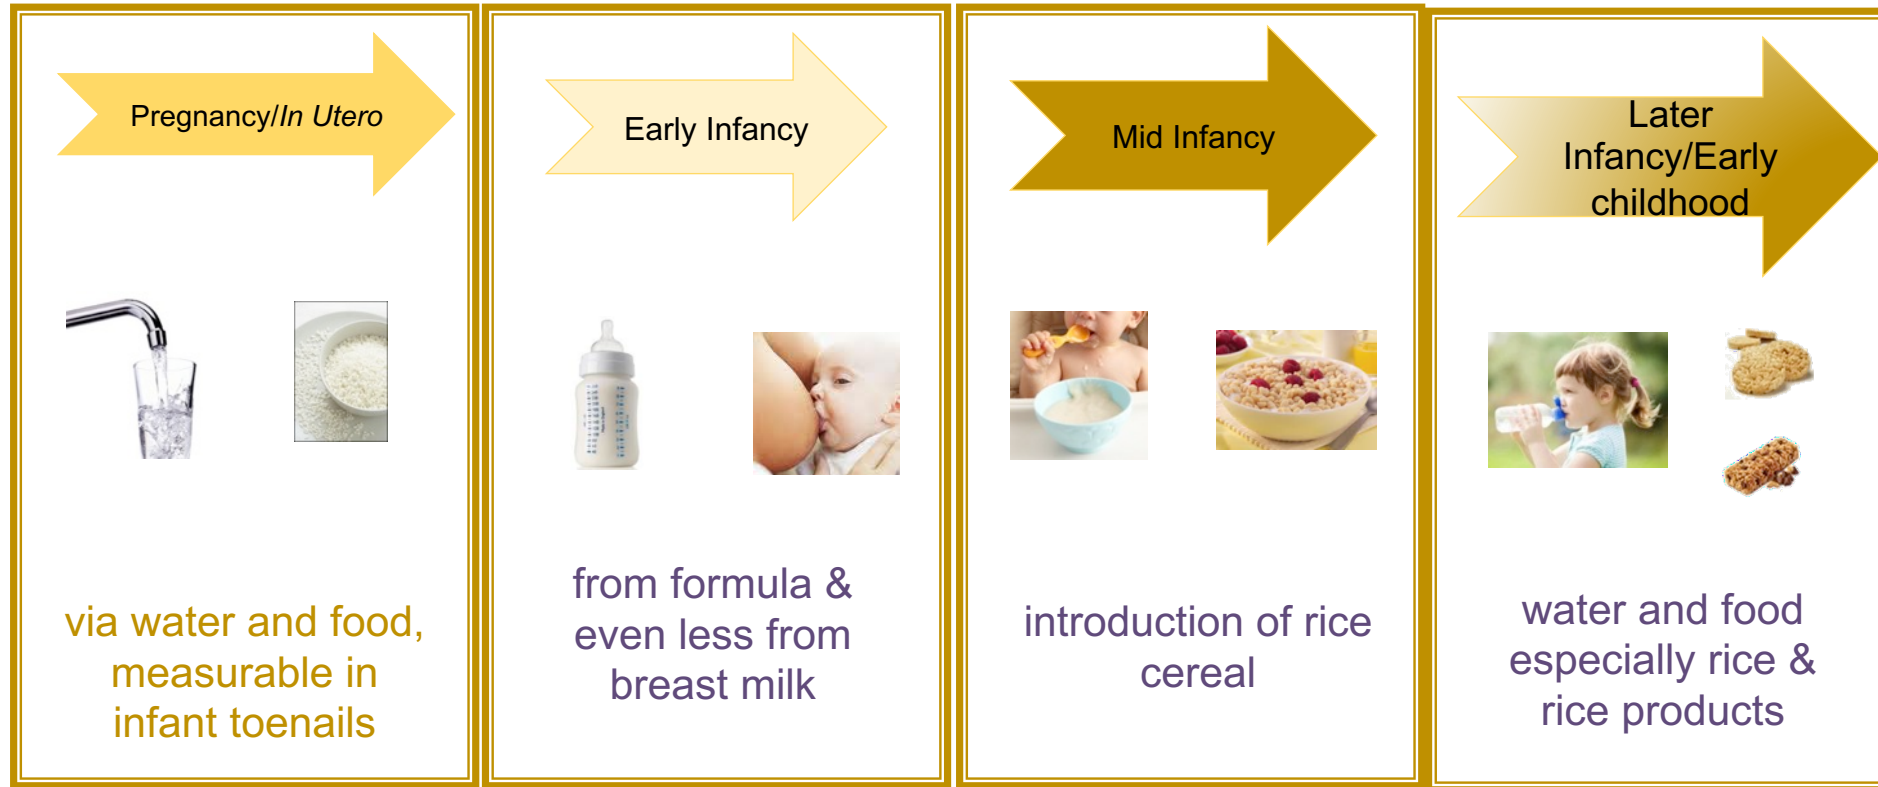 Pregnancy/In Utero
via water and food,
measurable in
infant toenails
Early Infancy
from formula &
even less from
breast milk
Mid Infancy
introduction of rice
cereal
Later
Infancy/Early
childhood
water and food
especially rice &
rice products